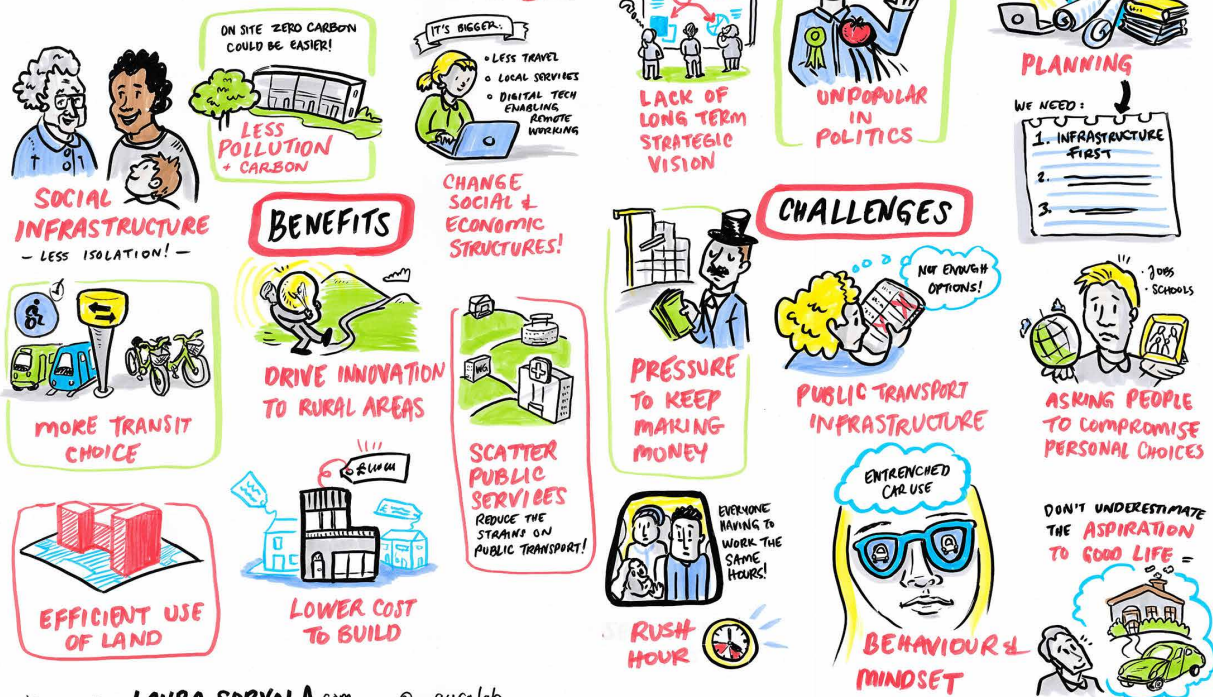 ON SITE ZERO CARBON
COULD BE EASIER!
LESS
POLLUTION
+ CARBON
SOCIAL
INFRASTRUCTURE
- LESS ISOLATION! -
IT'S BIGGER:
• LESS TRAVEL
• LOCAL SERVICES
• DIGITAL TECH
ENABLING
REMOTE
WORKING
CHANGE
SOCIAL &
ECONOMIC
STRUCTURES!
BENEFITS
MORE TRANSIT
CHOICE
DRIVE INNOVATION
TO RURAL AREAS
WG
SCATTER
PUBLIC
SERVICES
REDUCE THE
STRAINS ON
PUBLIC TRANSPORT!
EFFICIENT USE
OF LAND
LOWER COST
TO BUILD
LACK OF
LONG TERM
STRATEGIC
VISION
UNPOPULAR
IN
POLITICS
PLANNING
WE NEED:
1. INFRASTRUCTURE
FIRST
2.
3.
CHALLENGES
PRESSURE
TO KEEP
MAKING
MONEY
NOT ENOUGH
OPTIONS!
PUBLIC TRANSPORT
INFRASTRUCTURE
• JOBS
• SCHOOLS
ASKING PEOPLE
TO COMPROMISE
PERSONAL CHOICES
EVERYONE
HAVING TO
WORK THE
SAME
HOURS!
RUSH
HOUR
ENTRENCHED
CAR USE
BEHAVIOUR &
MINDSET
DON'T UNDERESTIMATE
THE ASPIRATION
TO GOOD LIFE =